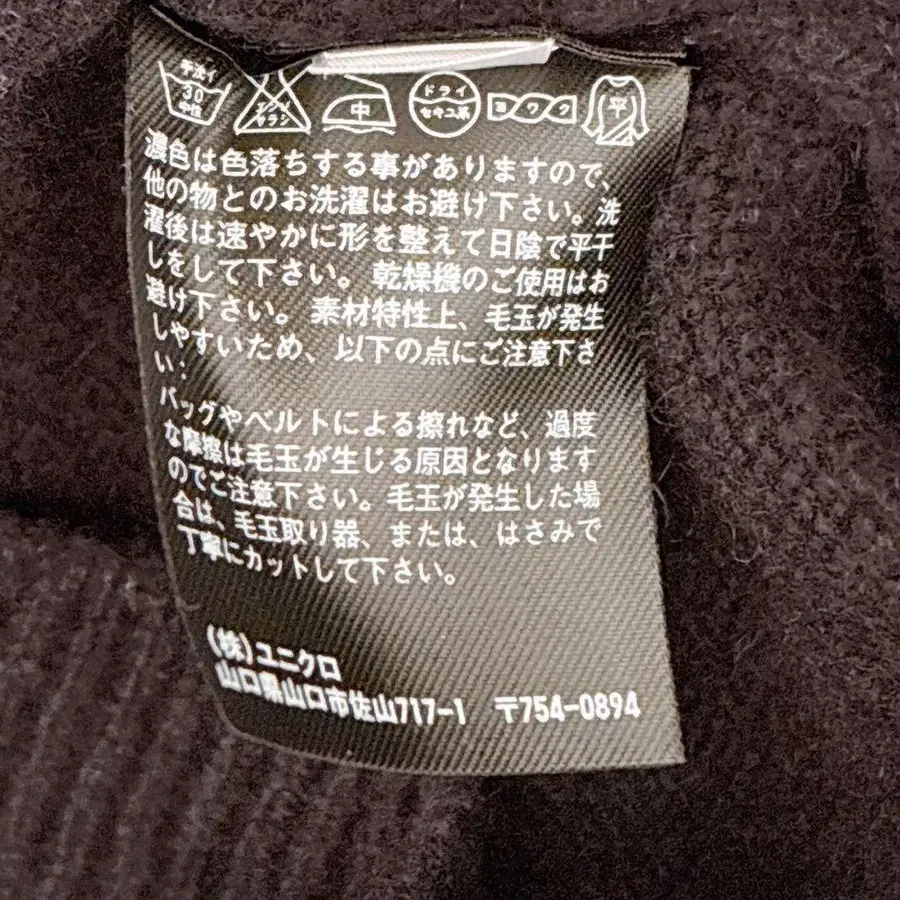 手洗イ 30 中性 エンソ サラシ 中 ドライ セキユ系 ヨワク 平
濃色は色落ちする事がありますので、
他の物とのお洗濯はお避け下さい。洗
濯後は速やかに形を整えて日陰で平干
しをして下さい。乾燥機のご使用はお
避け下さい。素材特性上、毛玉が発生
しやすいため、以下の点にご注意下さ
い：
バッグやベルトによる擦れなど、過度
な摩擦は毛玉が生じる原因となります
のでご注意下さい。毛玉が発生した場
合は、毛玉取り器、または、はさみで
丁寧にカットして下さい。
(株)ユニクロ
山口県山口市佐山717-1 〒754-0894